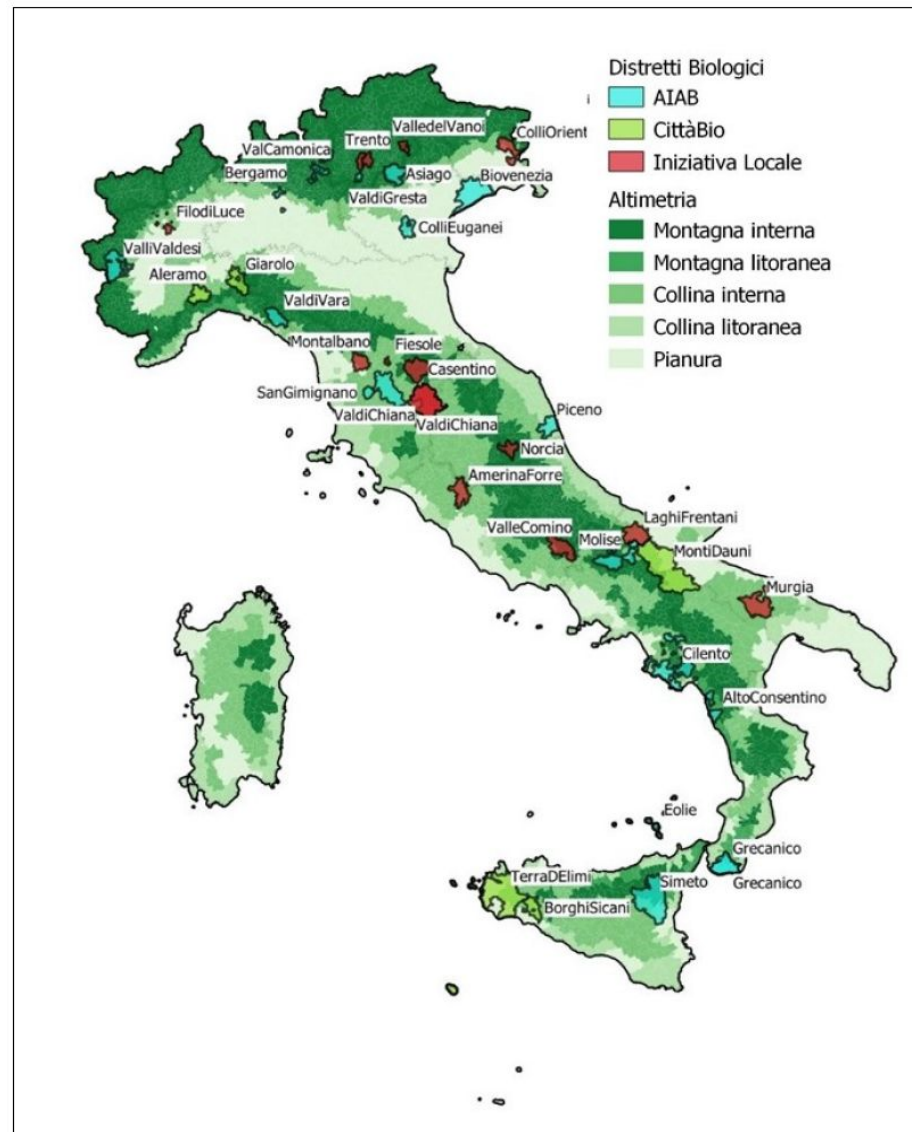 Distretti Biologici
AIAB
CittàBio
Iniziativa Locale
Altimetria
Montagna interna
Montagna litoranea
Collina interna
Collina litoranea
Pianura
ValledelVanoi
ColliOrient
Trento
ValCamonica
Bergamo
Asiago
Biovenezia
ValdiGresta
FilodiLuce
ColliEuganei
ValliValdesi
Giarolo
Aleramo
ValdiVara
Montalbano
Fiesole
Casentino
SanGimignano
ValdiChiana
ValdiChiana
Piceno
Norcia
AmerinaForre
LaghiFrentani
ValleComino
Molise
MontiDauni
Murgia
Cilento
AltoConsentino
Eolie
Grecanico
TerraDElimi
Simeto
Grecanico
BorghiSicani